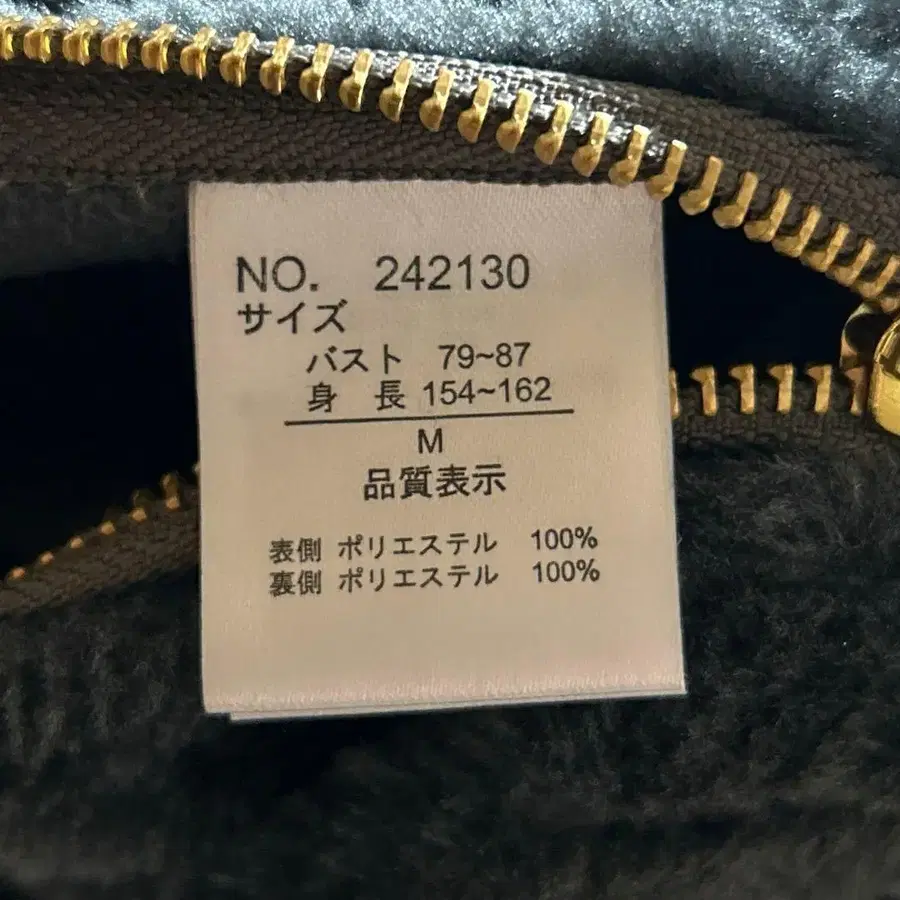 NO. 242130
サイズ
バスト 79~87
身 長 154~162
M
品質表示
表側 ポリエステル 100%
裏側 ポリエステル 100%